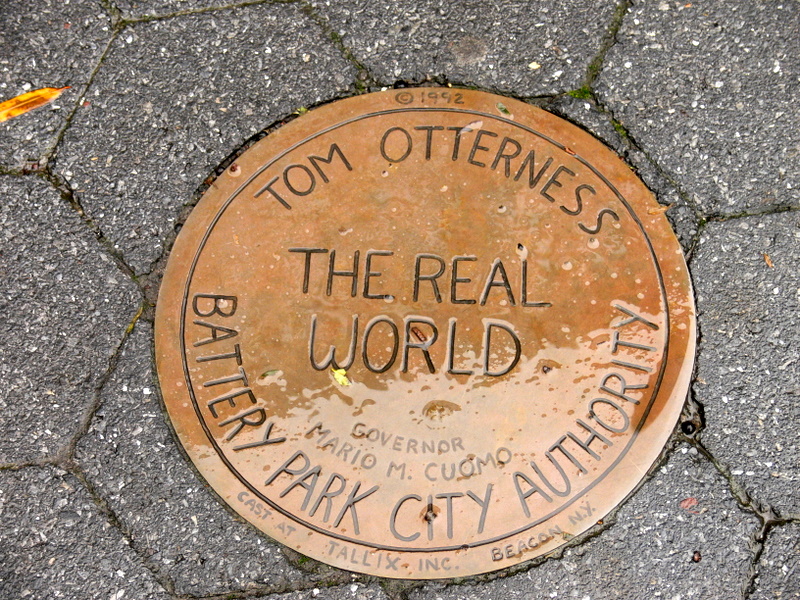 © 1992
TOM OTTERNESS
THE REAL
WORLD
GOVERNOR
MARIO M. CUOMO
BATTERY PARK CITY AUTHORITY
CAST AT TALLIX INC. BEACON N.Y.